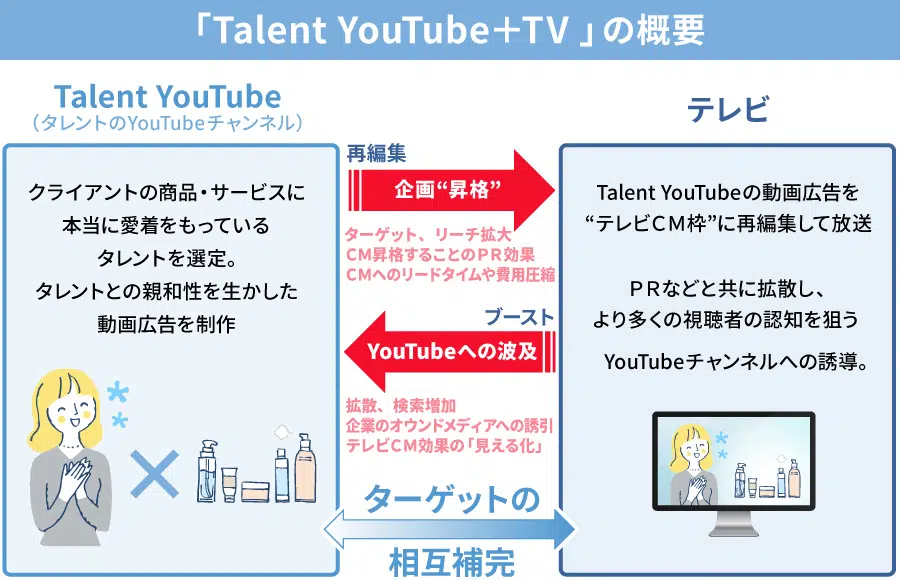 「Talent YouTube＋TV 」の概要
Talent YouTube
（タレントのYouTubeチャンネル）
クライアントの商品・サービスに
本当に愛着をもっている
タレントを選定。
タレントとの親和性を生かした
動画広告を制作
再編集
企画“昇格”
ターゲット、リーチ拡大
CM昇格することのＰＲ効果
CMへのリードタイムや費用圧縮
ブースト
YouTubeへの波及
拡散、検索増加
企業のオウンドメディアへの誘引
テレビＣＭ効果の「見える化」
ターゲットの
相互補完
テレビ
Talent YouTubeの動画広告を
“テレビＣＭ枠”に再編集して放送
ＰＲなどと共に拡散し、
より多くの視聴者の認知を狙う
YouTubeチャンネルへの誘導。